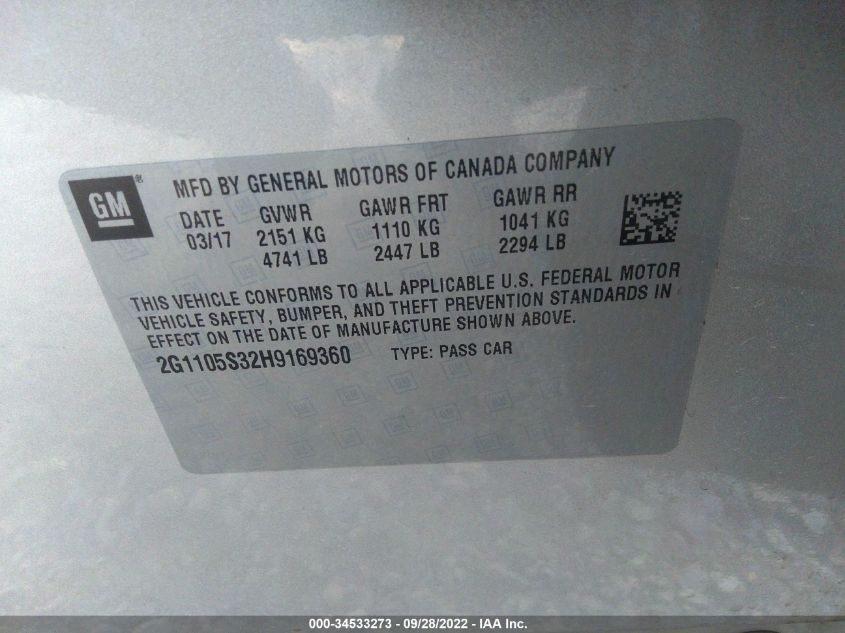 GM®
MFD BY GENERAL MOTORS OF CANADA COMPANY
DATE GVWR GAWR FRT GAWR RR
03/17 2151 KG 1110 KG 1041 KG
4741 LB 2447 LB 2294 LB
THIS VEHICLE CONFORMS TO ALL APPLICABLE U.S. FEDERAL MOTOR
VEHICLE SAFETY, BUMPER, AND THEFT PREVENTION STANDARDS IN
EFFECT ON THE DATE OF MANUFACTURE SHOWN ABOVE.
2G1105S32H9169360 TYPE: PASS CAR
000-34533273 - 09/28/2022 - IAA Inc.